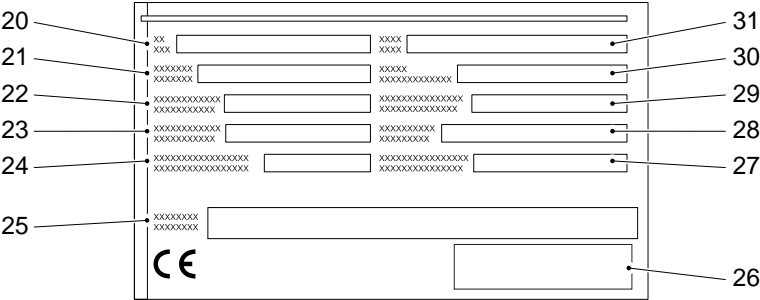 20 XX XXXX 31
XXX XXXX
21 XXXXXXX XXXXX 30
XXXXXXX XXXXXXXXXXXXX
22 XXXXXXXXXXXX XXXXXXXXXXXXXXX 29
XXXXXXXXXXX XXXXXXXXXXXXXX
23 XXXXXXXXXXXX XXXXXXXXXX 28
XXXXXXXXXXX XXXXXXXXX
24 XXXXXXXXXXXXXXXXX XXXXXXXXXXXXXXXX 27
XXXXXXXXXXXXXXXXX XXXXXXXXXXXXXXX
25 XXXXXXXX
XXXXXXXX
CE 26